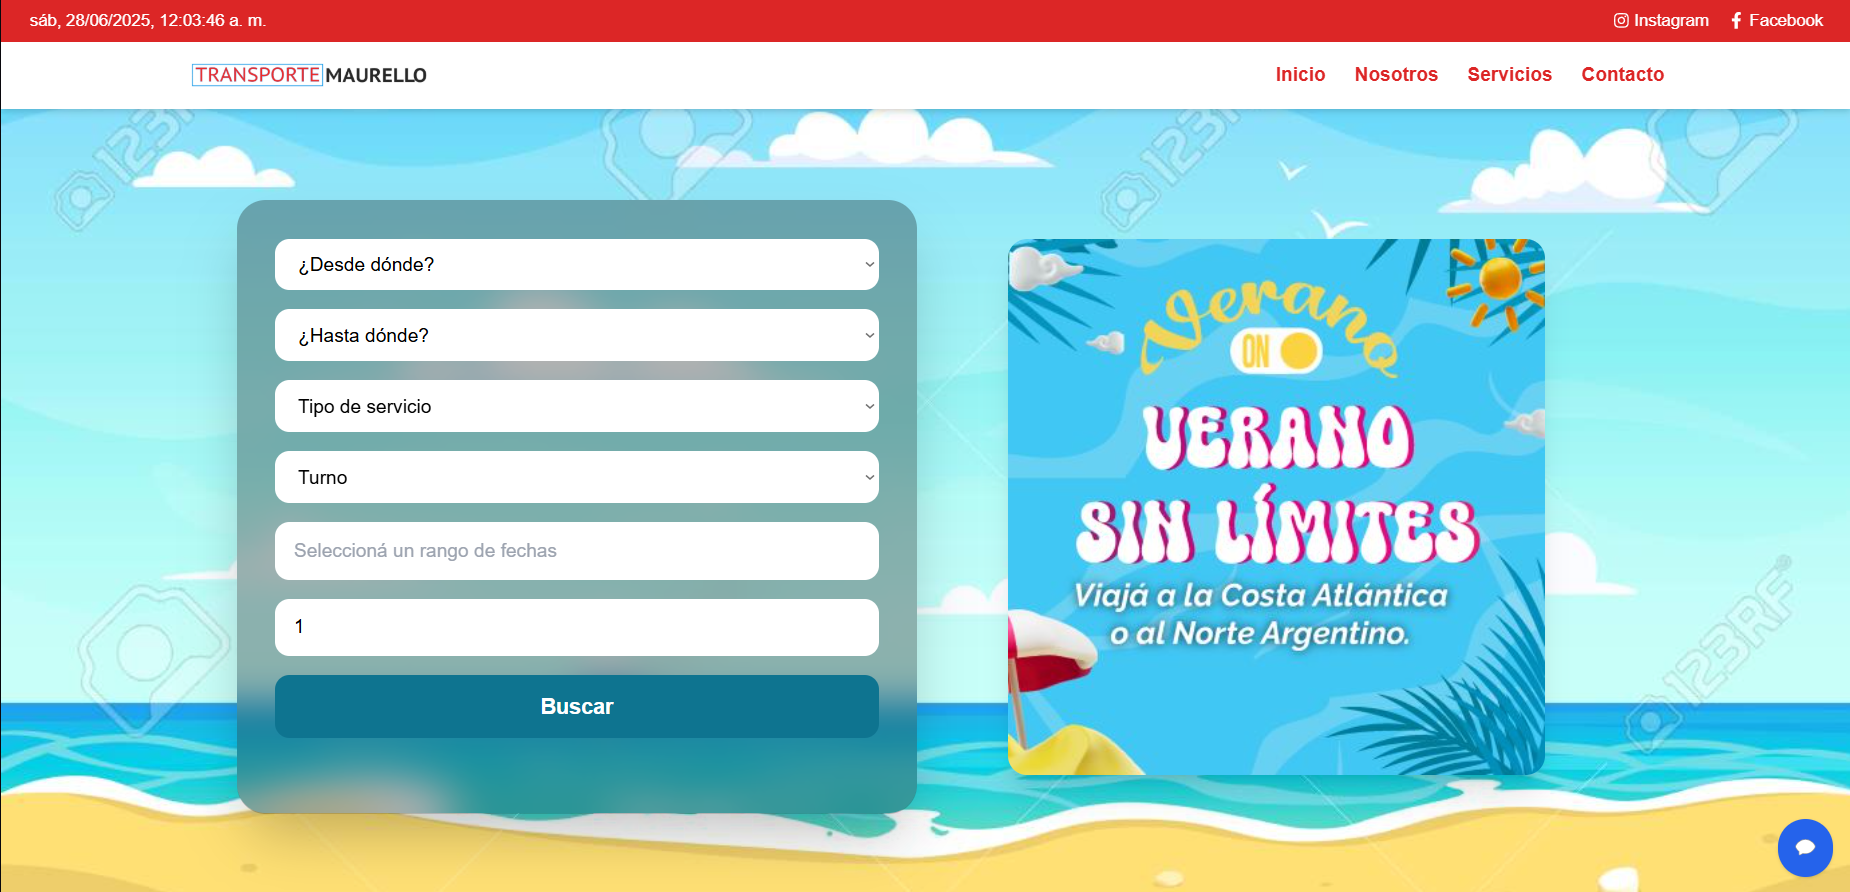 sáb, 28/06/2025, 12:03:46 a. m.
Instagram Facebook
TRANSPORTE MAURELLO
Inicio Nosotros Servicios Contacto
123RF
123RF
¿Desde dónde?
¿Hasta dónde?
Tipo de servicio
Turno
Seleccioná un rango de fechas
1
Buscar
Verano
ON
VERANO
SIN LÍMITES
Viajá a la Costa Atlántica
o al Norte Argentino.
123RF®